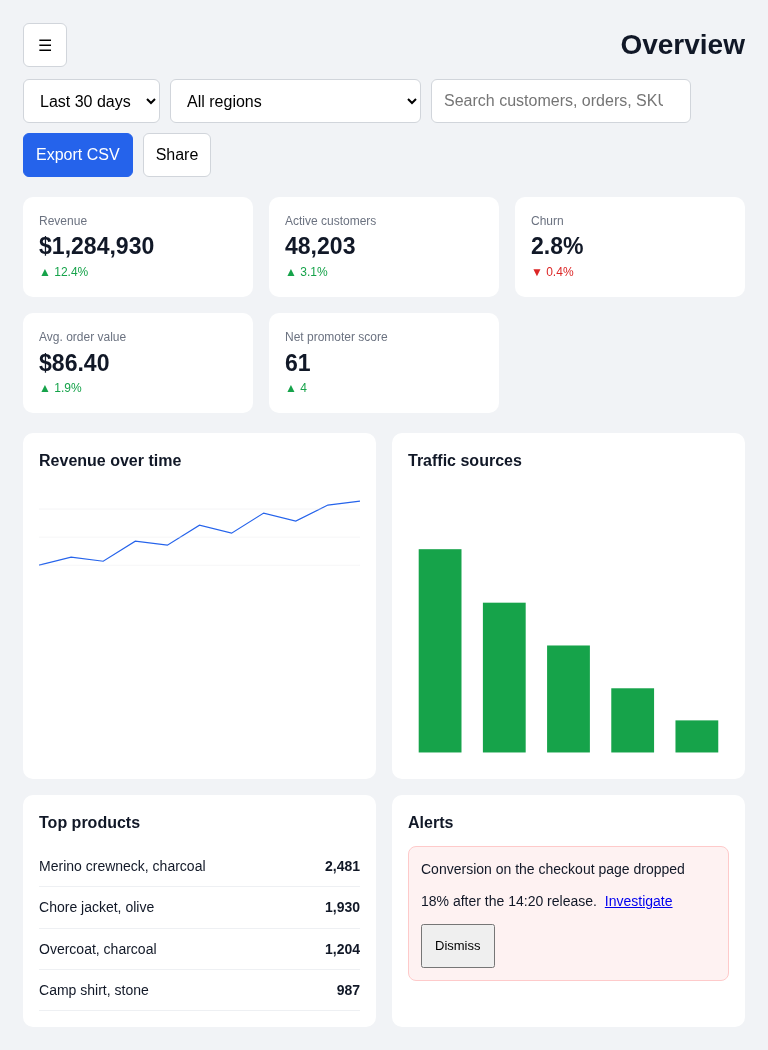 ☰ Overview
Last 30 days All regions Search customers, orders, SKU
Export CSV Share
Revenue Active customers Churn
$1,284,930 48,203 2.8%
▲ 12.4% ▲ 3.1% ▼ 0.4%
Avg. order value Net promoter score
$86.40 61
▲ 1.9% ▲ 4
Revenue over time Traffic sources
Top products
Merino crewneck, charcoal 2,481
Chore jacket, olive 1,930
Overcoat, charcoal 1,204
Camp shirt, stone 987
Alerts
Conversion on the checkout page dropped
18% after the 14:20 release. Investigate
Dismiss